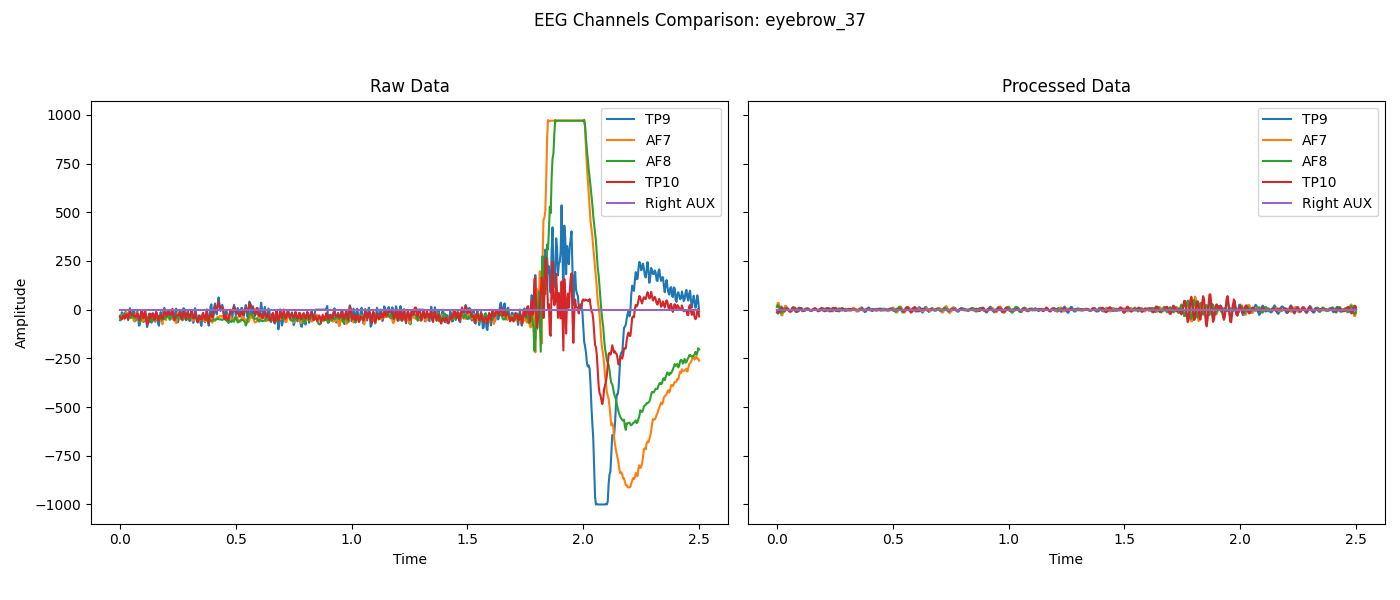 EEG Channels Comparison: eyebrow_37
Raw Data
1000
750
500
250
0
−250
−500
−750
−1000
Amplitude
0.0
0.5
1.0
1.5
2.0
2.5
Time
TP9
AF7
AF8
TP10
Right AUX
Processed Data
TP9
AF7
AF8
TP10
Right AUX
0.0
0.5
1.0
1.5
2.0
2.5
Time